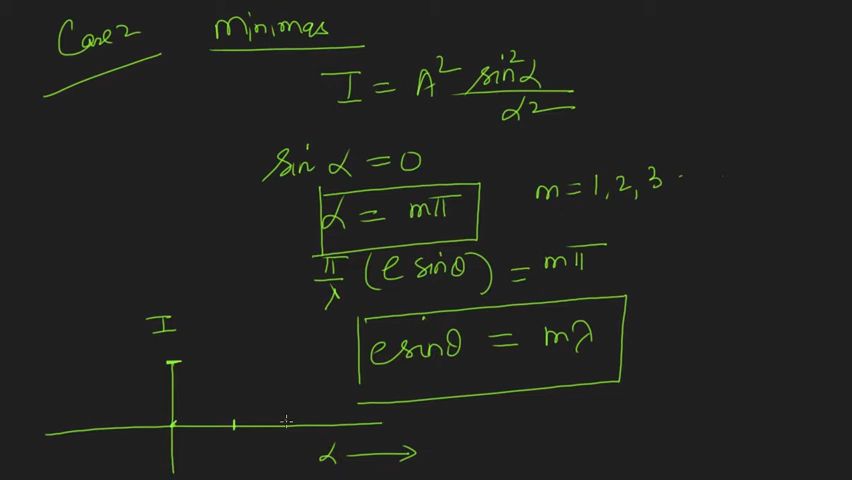 Case 2 Minimas
I = A² sin²α / α²
sin α = 0
α = mπ m = 1, 2, 3 - -
π/λ (e sinθ) = mπ
e sinθ = mλ
I
α →